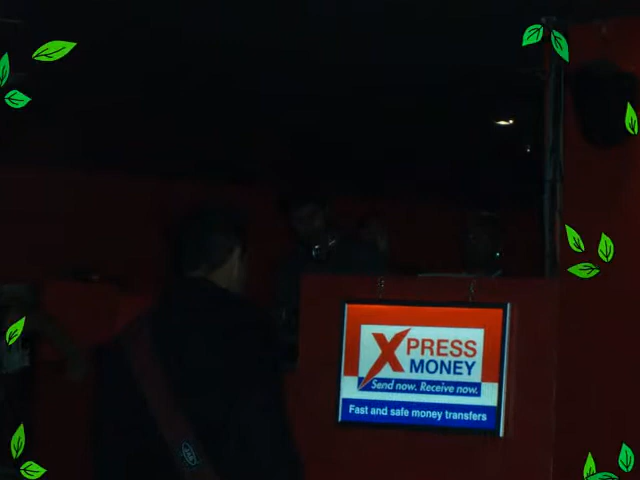 XPRESS
MONEY
Send now. Receive now.
Fast and safe money transfers